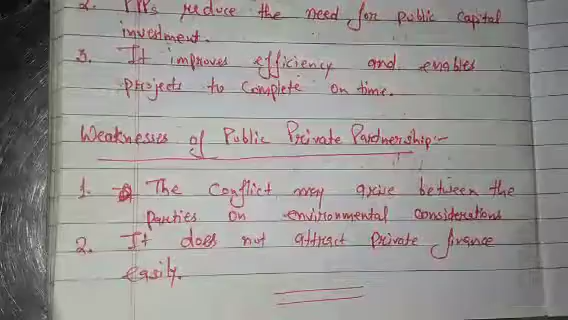 2. PPPs reduce the need for public capital
investment.
3. It improves efficiency and enables
projects to complete on time.
Weaknesses of Public Private Partnership:-
1. The conflict may arise between the
parties on environmental considerations
2. It does not attract private finance
easily.